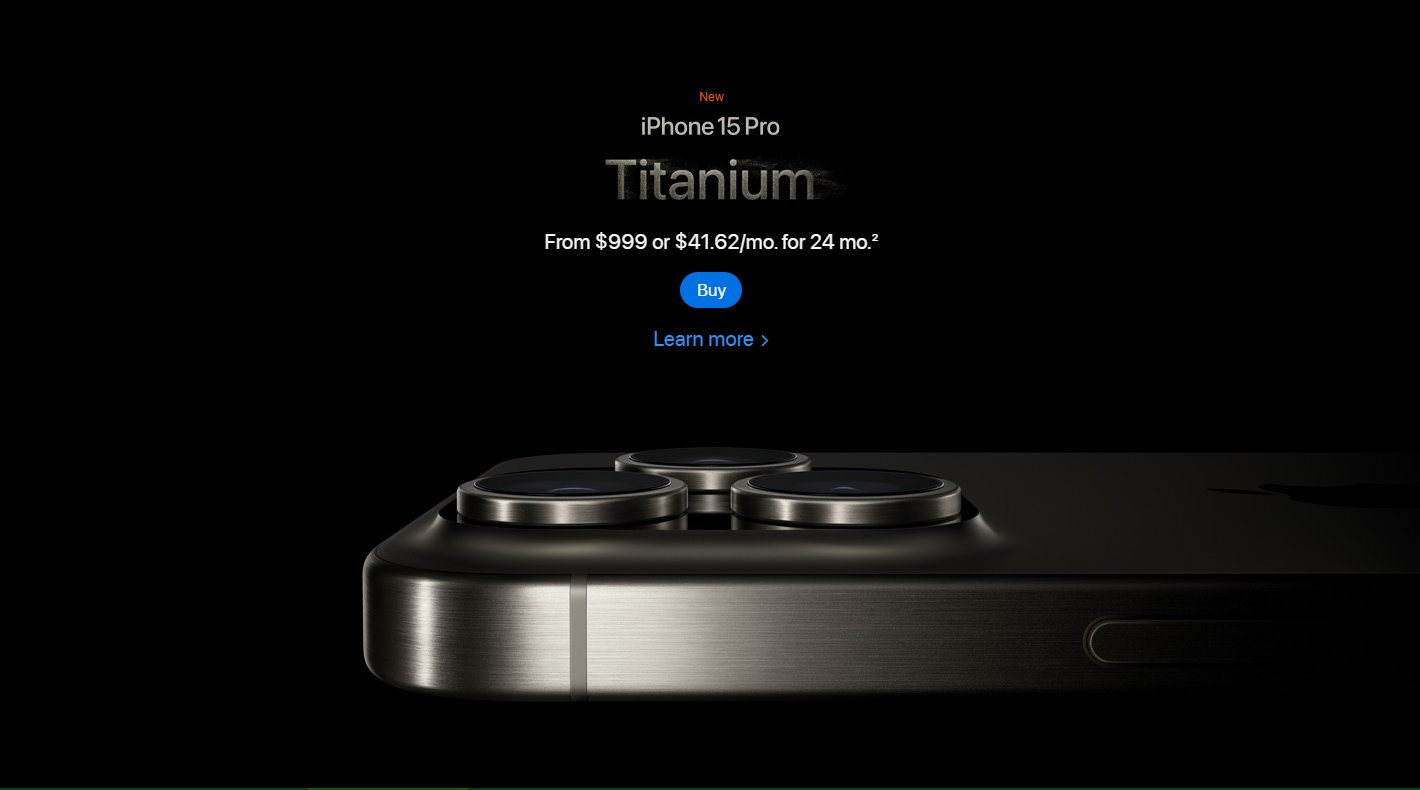 New
iPhone 15 Pro
Titanium
From $999 or $41.62/mo. for 24 mo.²
Buy
Learn more >